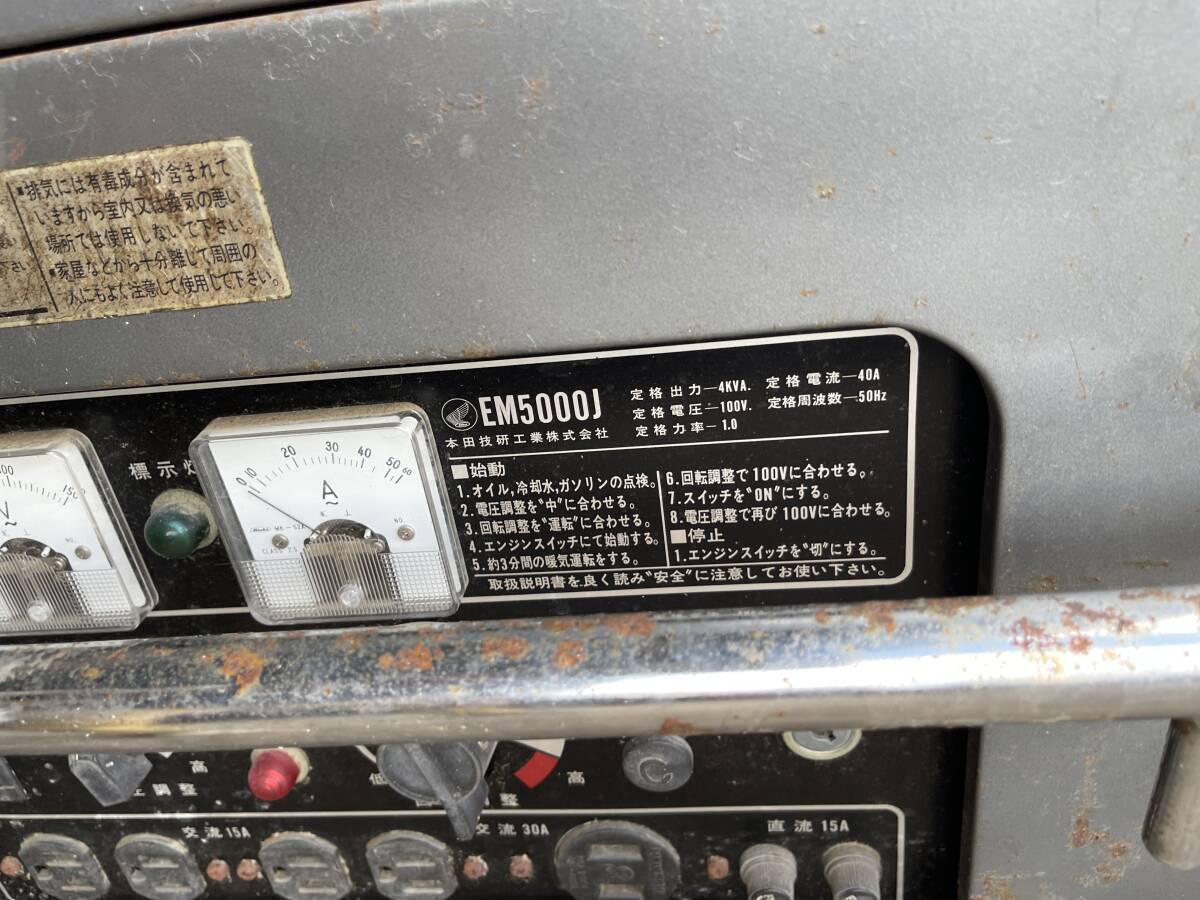 ■排気には有毒成分が含まれて
いますから室内又は換気の悪い
場所では使用しないで下さい。
■家屋などから十分離して周囲の
人にもよく注意して使用して下さい。
EM5000J
本田技研工業株式会社
定格出力—4KVA. 定格電流—40A
定格電圧—100V. 定格周波数—50Hz
定格力率—1.0
■始動
1.オイル,冷却水,ガソリンの点検。
2.電圧調整を“中”に合わせる。
3.回転調整を“運転”に合わせる。
4.エンジンスイッチにて始動する。
5.約3分間の暖気運転をする。
6.回転調整で100Vに合わせる。
7.スイッチを“ON”にする。
8.電圧調整で再び100Vに合わせる。
■停止
1.エンジンスイッチを“切”にする。
取扱説明書を良く読み“安全”に注意してお使い下さい。
標示灯
150
V
NO.
0 10 20 30 40 50 60
A
NO.
CLASS 2.5
高
調整
低
高
整
C
交流15A
交流30A
直流15A